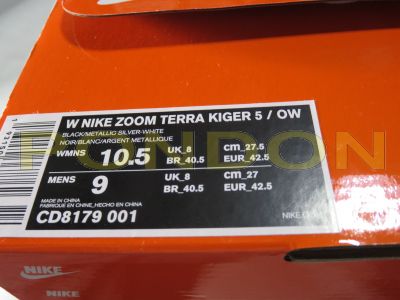 W NIKE ZOOM TERRA KIGER 5 / OW
BLACK/METALLIC SILVER-WHITE
NOIR/BLANC/ARGENT METALLIQUE
WMNS 10.5 UK_8 cm_27.5
BR_40.5 EUR_42.5
MENS 9 UK_8 cm_27
BR_40.5 EUR_42.5
MADE IN CHINA
FABRIQUE EN CHINE, HECHO EN CHINA
CD8179 001
NIKE
NIKE
PONDON